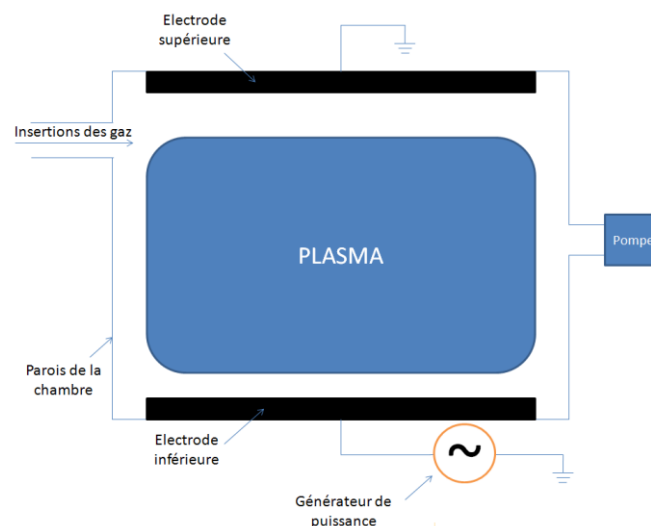 Electrode
supérieure
Insertions des gaz
PLASMA
Pompe
Parois de la
chambre
Electrode
inférieure
Générateur de
puissance